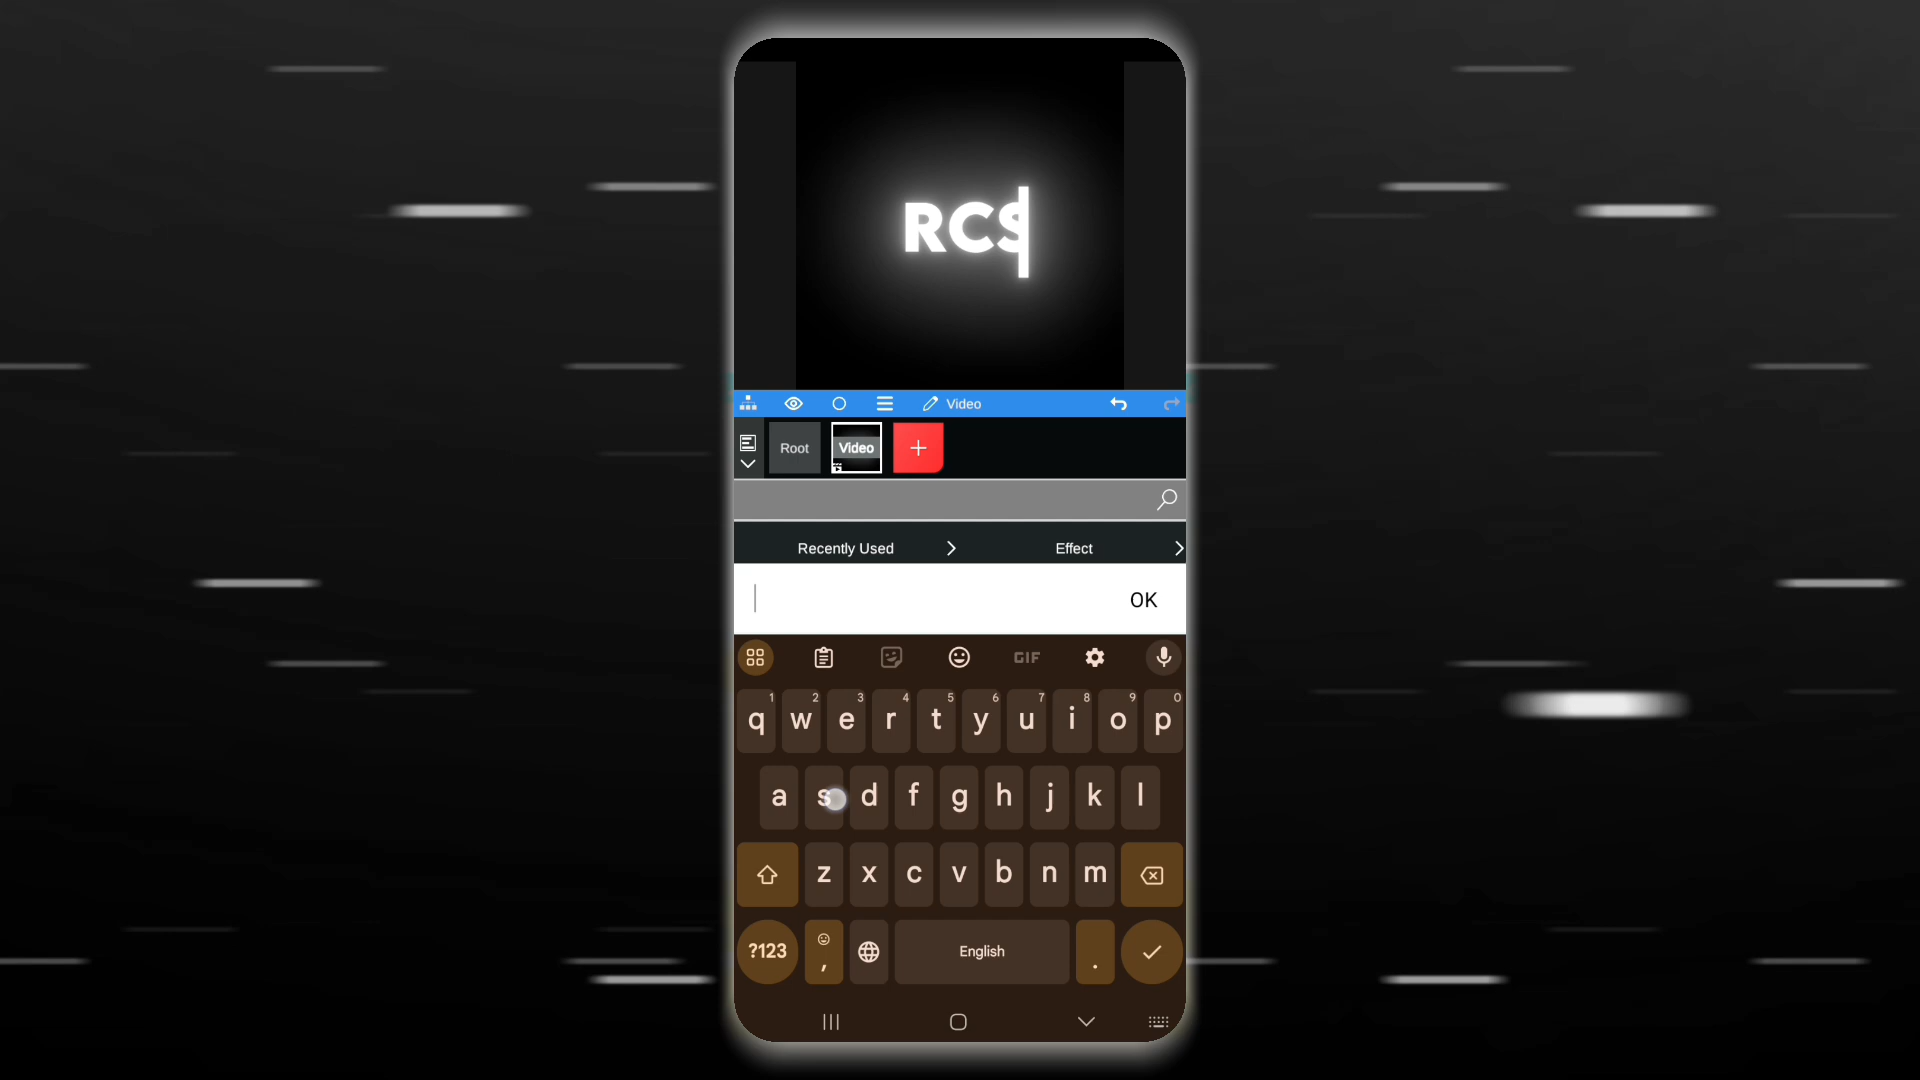 RCS
Video
Root
Video
+
Recently Used
Effect
OK
GIF
1 2 3 4 5 6 7 8 9 0
q w e r t y u i o p
a s d f g h j k l
z x c v b n m
?123 , English .